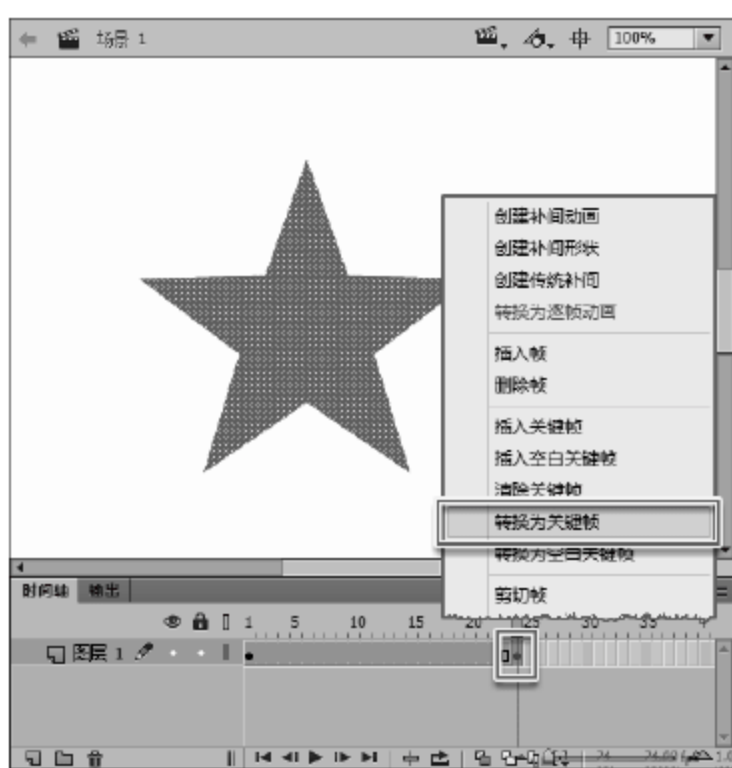 场景 1
100%
创建补间动画
创建补间形状
创建传统补间
转换为逐帧动画
插入帧
删除帧
插入关键帧
插入空白关键帧
清除关键帧
转换为关键帧
转换为空白关键帧
剪切帧
时间轴 输出
1 5 10 15 20 25 30 35
图层 1
24